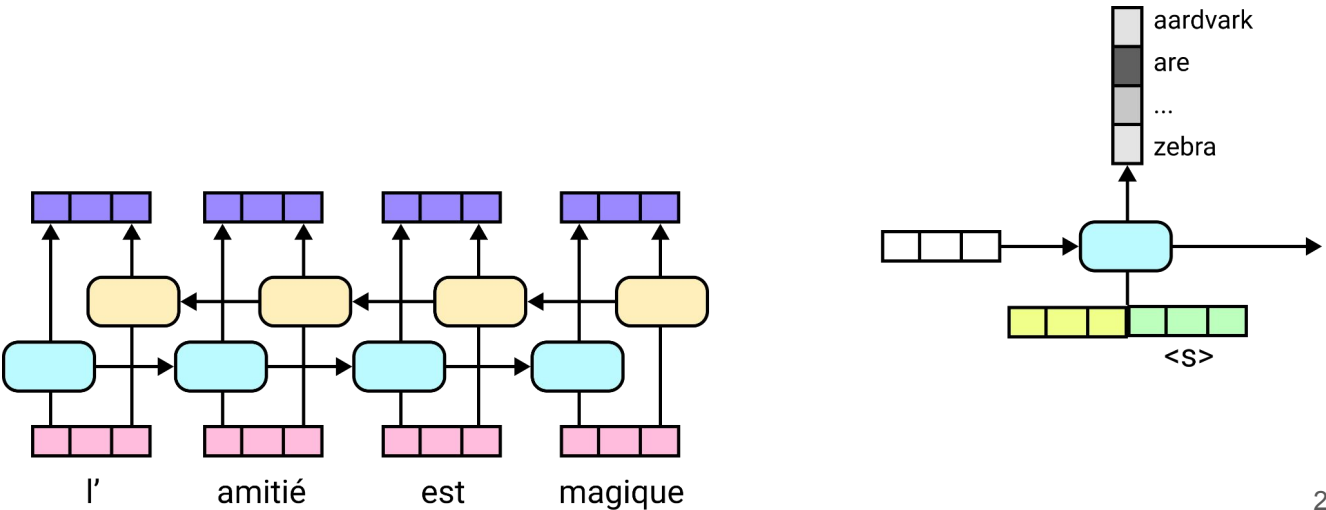 aardvark
are
...
zebra
<s>
l’ amitié est magique
2